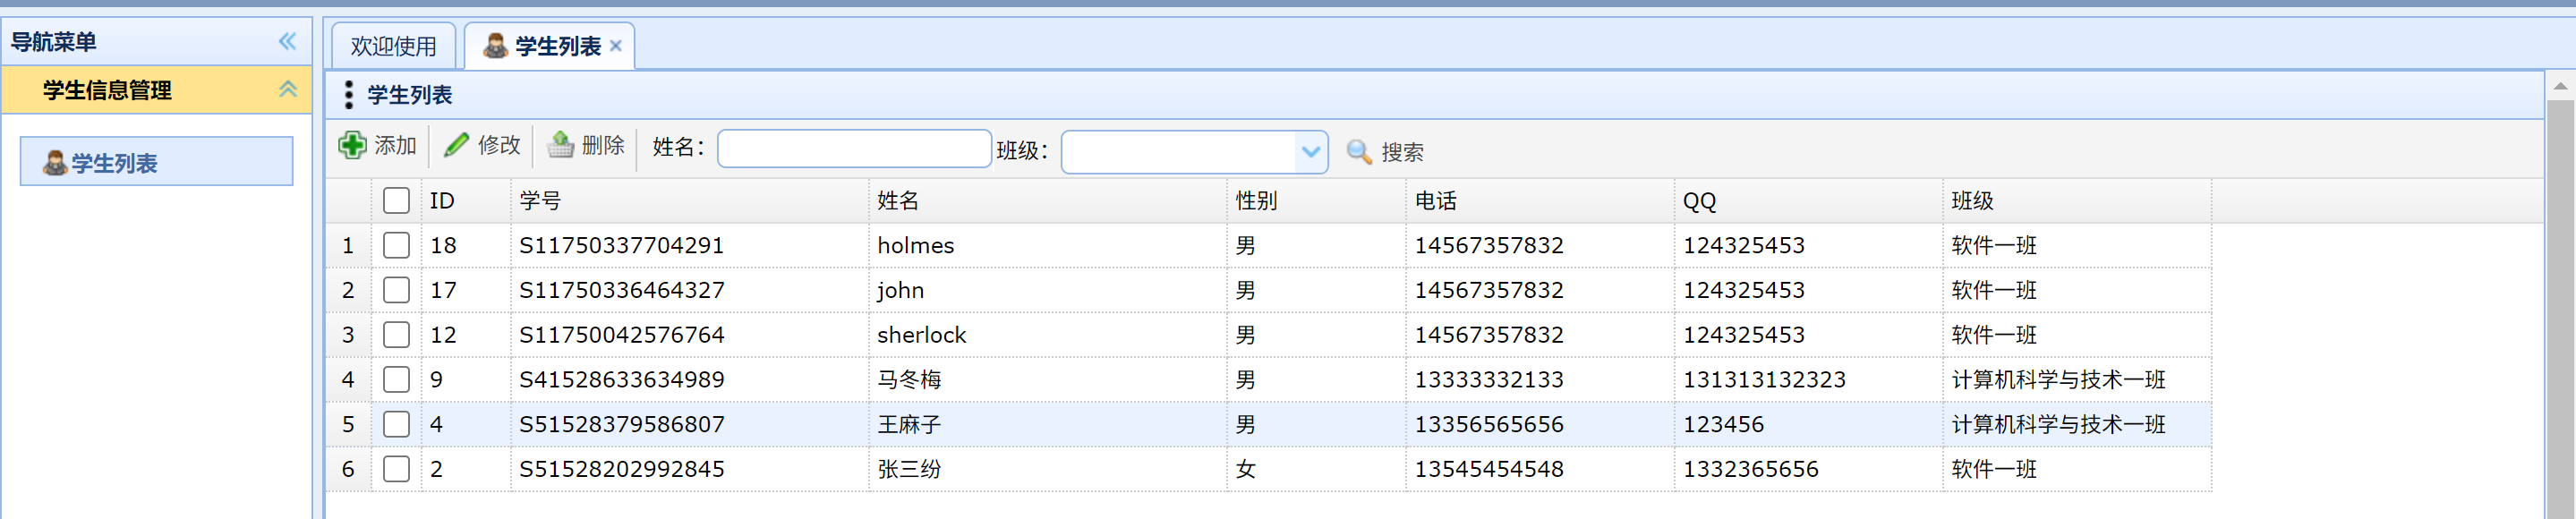 导航菜单
学生信息管理
学生列表
欢迎使用 学生列表
学生列表
添加 修改 删除 姓名： 班级： 搜索
ID 学号 姓名 性别 电话 QQ 班级
1 18 S11750337704291 holmes 男 14567357832 124325453 软件一班
2 17 S11750336464327 john 男 14567357832 124325453 软件一班
3 12 S11750042576764 sherlock 男 14567357832 124325453 软件一班
4 9 S41528633634989 马冬梅 男 13333332133 131313132323 计算机科学与技术一班
5 4 S51528379586807 王麻子 男 13356565656 123456 计算机科学与技术一班
6 2 S51528202992845 张三纷 女 13545454548 1332365656 软件一班